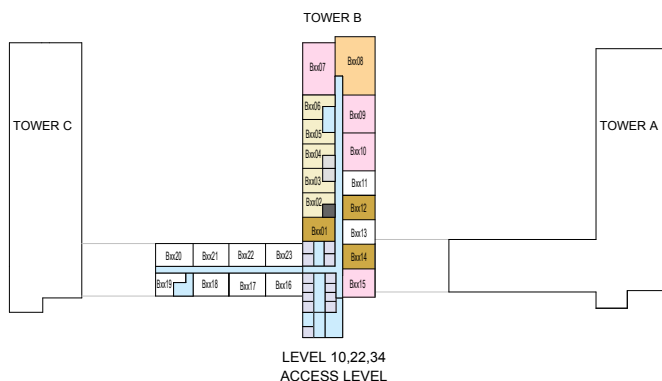 TOWER B
Bxx08
Bxx07
Bxx06
Bxx09
TOWER C
TOWER A
Bxx05
Bxx10
Bxx04
Bxx03
Bxx11
Bxx02
Bxx12
Bxx01
Bxx13
Bxx20
Bxx21
Bxx22
Bxx23
Bxx14
Bxx19
Bxx18
Bxx17
Bxx16
Bxx15
LEVEL 10,22,34
ACCESS LEVEL